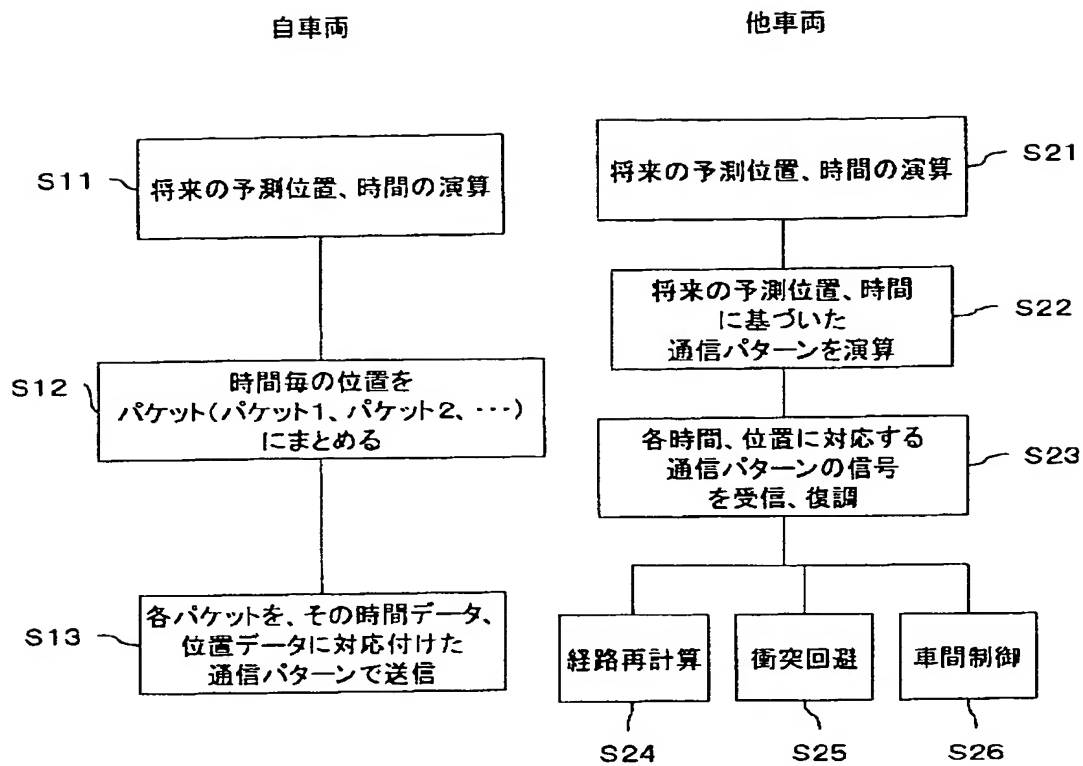 自車両
S11
将来の予測位置、時間の演算
S12
時間毎の位置を
パケット(パケット1、パケット2、・・・)
にまとめる
S13
各パケットを、その時間データ、
位置データに対応付けた
通信パターンで送信
他車両
S21
将来の予測位置、時間の演算
S22
将来の予測位置、時間
に基づいた
通信パターンを演算
S23
各時間、位置に対応する
通信パターンの信号
を受信、復調
経路再計算
衝突回避
車間制御
S24
S25
S26